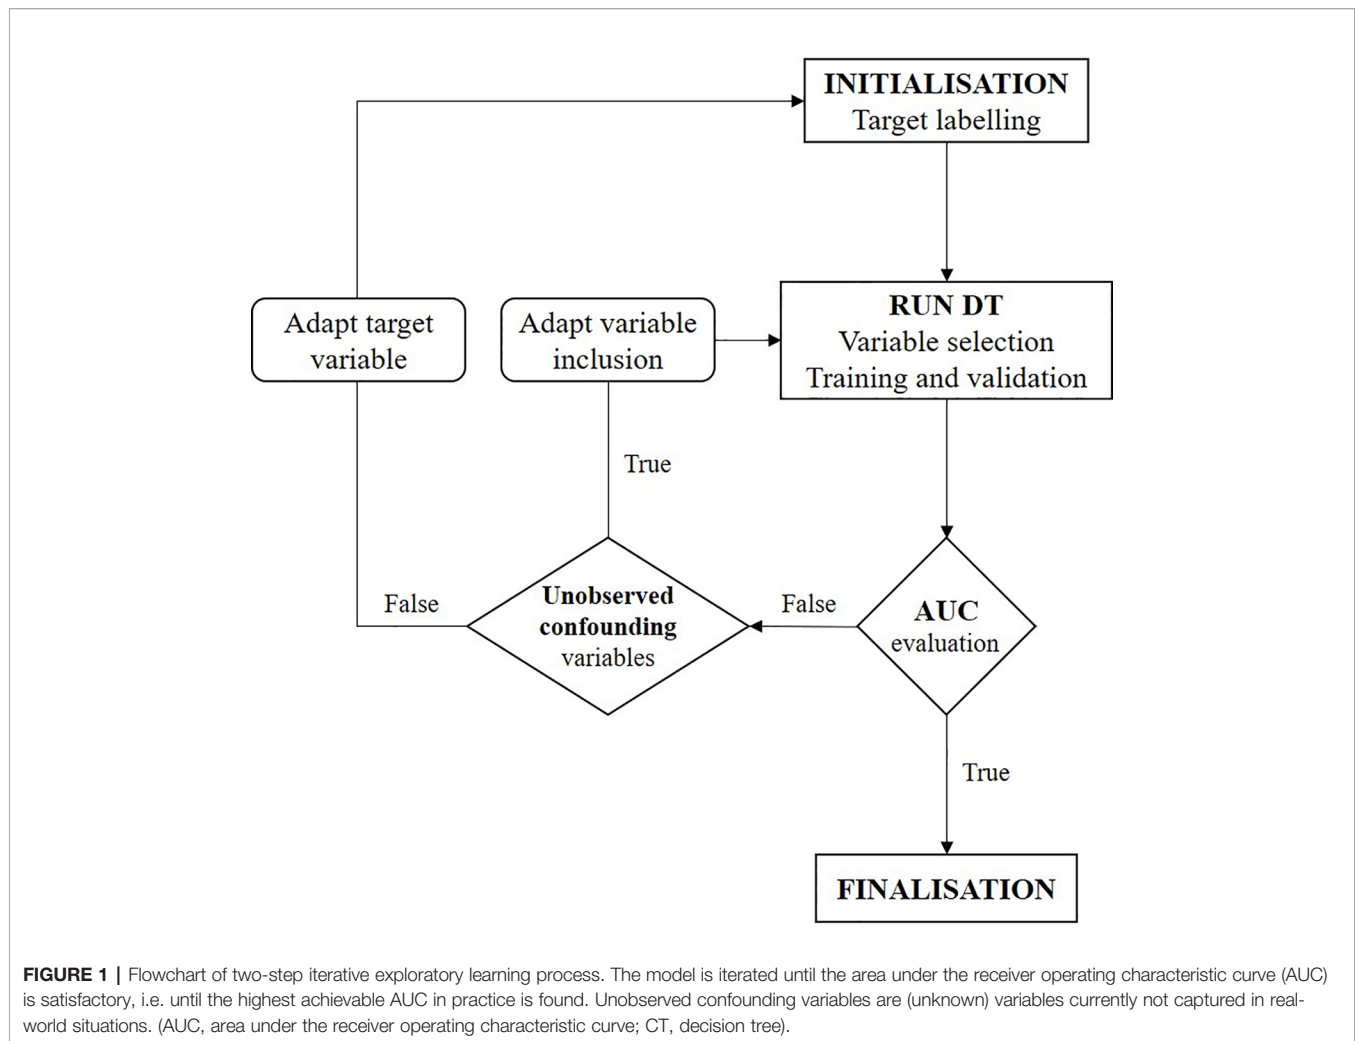 INITIALISATION
Target labelling
Adapt target
variable
Adapt variable
inclusion
RUN DT
Variable selection
Training and validation
True
False
Unobserved
confounding
variables
False
AUC
evaluation
True
FINALISATION
FIGURE 1 | Flowchart of two-step iterative exploratory learning process. The model is iterated until the area under the receiver operating characteristic curve (AUC)
is satisfactory, i.e. until the highest achievable AUC in practice is found. Unobserved confounding variables are (unknown) variables currently not captured in real-
world situations. (AUC, area under the receiver operating characteristic curve; CT, decision tree).